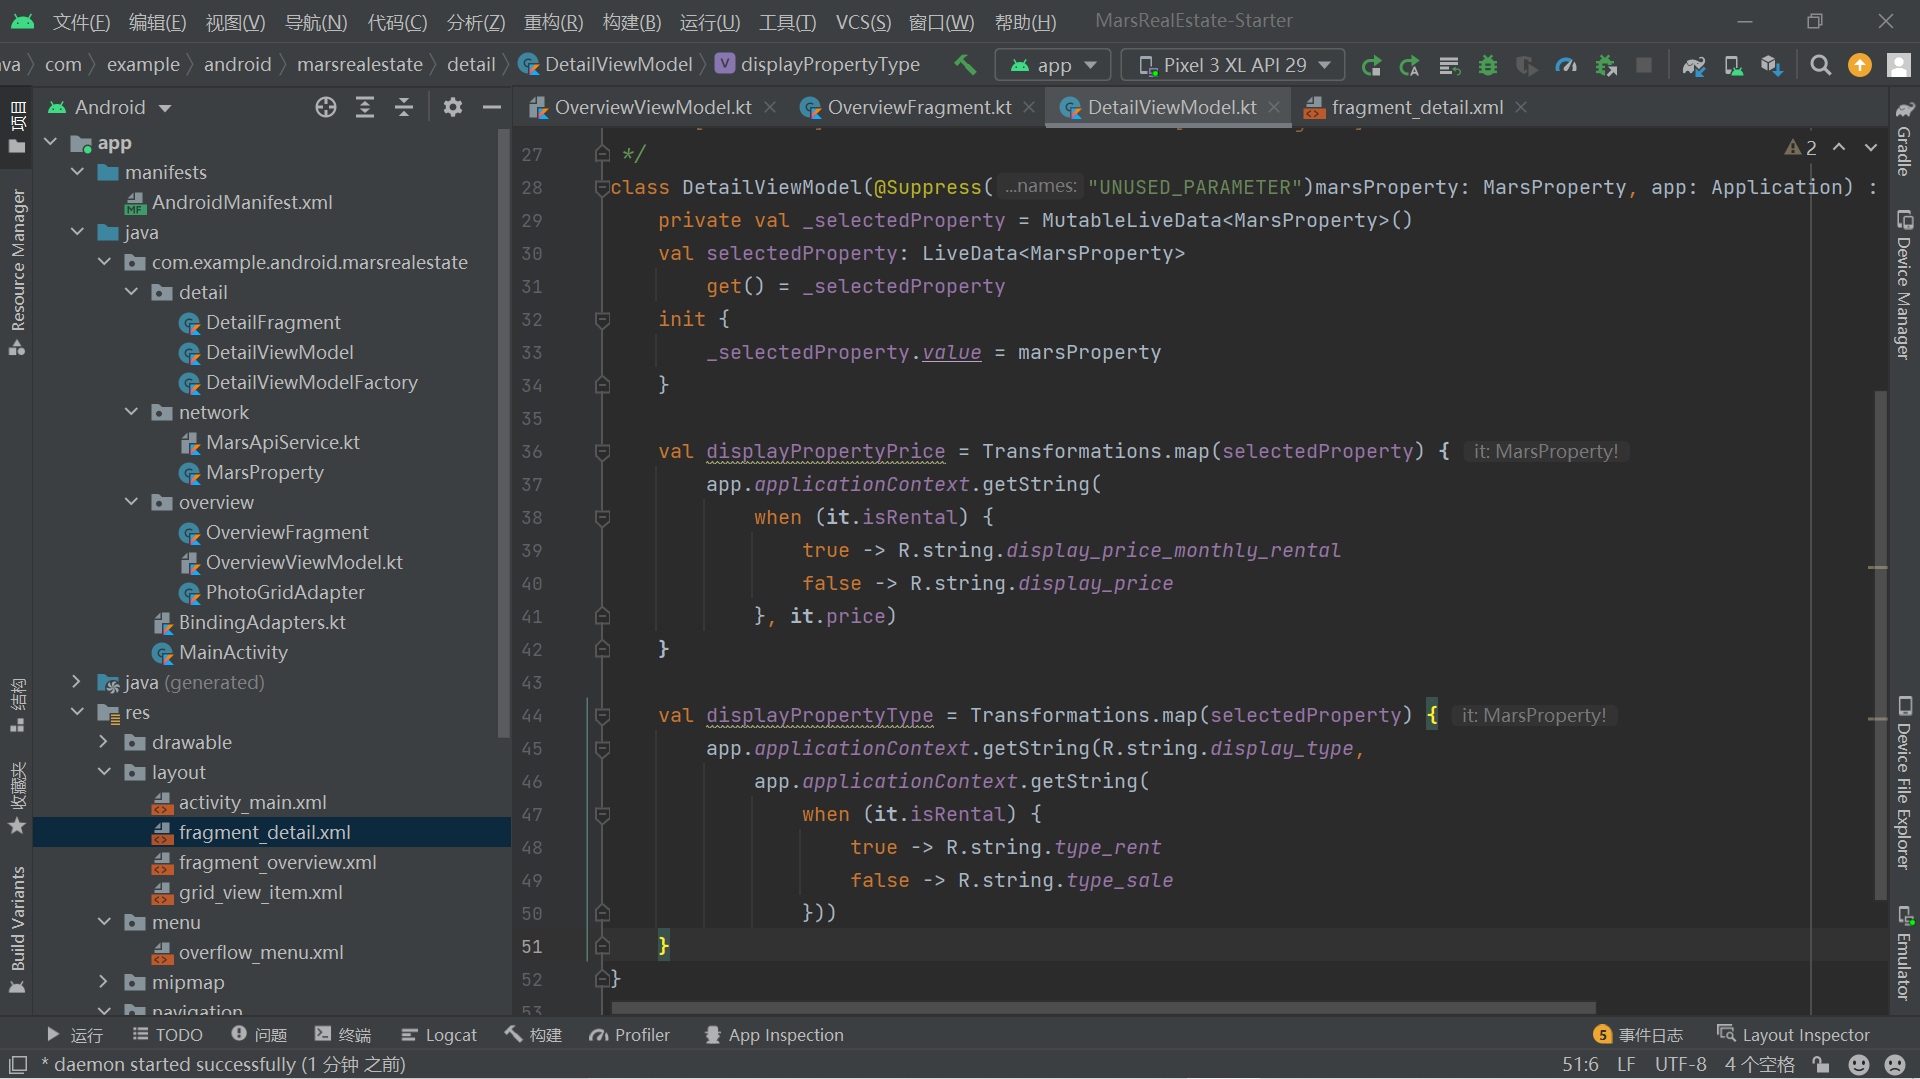 文件(F) 编辑(E) 视图(V) 导航(N) 代码(C) 分析(Z) 重构(R) 构建(B) 运行(U) 工具(T) VCS(S) 窗口(W) 帮助(H) MarsRealEstate-Starter
va com example android marsrealestate detail DetailViewModel displayPropertyType app Pixel 3 XL API 29
Android
OverviewViewModel.kt OverviewFragment.kt DetailViewModel.kt fragment_detail.xml
项目
Resource Manager
结构
收藏夹
Build Variants
app
manifests
AndroidManifest.xml
java
com.example.android.marsrealestate
detail
DetailFragment
DetailViewModel
DetailViewModelFactory
network
MarsApiService.kt
MarsProperty
overview
OverviewFragment
OverviewViewModel.kt
PhotoGridAdapter
BindingAdapters.kt
MainActivity
java (generated)
res
drawable
layout
activity_main.xml
fragment_detail.xml
fragment_overview.xml
grid_view_item.xml
menu
overflow_menu.xml
mipmap
navigation
2
27 */
28 class DetailViewModel(@Suppress( ...names: "UNUSED_PARAMETER")marsProperty: MarsProperty, app: Application) :
29 private val _selectedProperty = MutableLiveData<MarsProperty>()
30 val selectedProperty: LiveData<MarsProperty>
31 get() = _selectedProperty
32 init {
33 _selectedProperty.value = marsProperty
34 }
35
36 val displayPropertyPrice = Transformations.map(selectedProperty) { it: MarsProperty!
37 app.applicationContext.getString(
38 when (it.isRental) {
39 true -> R.string.display_price_monthly_rental
40 false -> R.string.display_price
41 }, it.price)
42 }
43
44 val displayPropertyType = Transformations.map(selectedProperty) { it: MarsProperty!
45 app.applicationContext.getString(R.string.display_type,
46 app.applicationContext.getString(
47 when (it.isRental) {
48 true -> R.string.type_rent
49 false -> R.string.type_sale
50 }))
51 }
52 }
53
Gradle
Device Manager
Device File Explorer
Emulator
运行 TODO 问题 终端 Logcat 构建 Profiler App Inspection 5 事件日志 Layout Inspector
* daemon started successfully (1 分钟 之前) 51:6 LF UTF-8 4 个空格